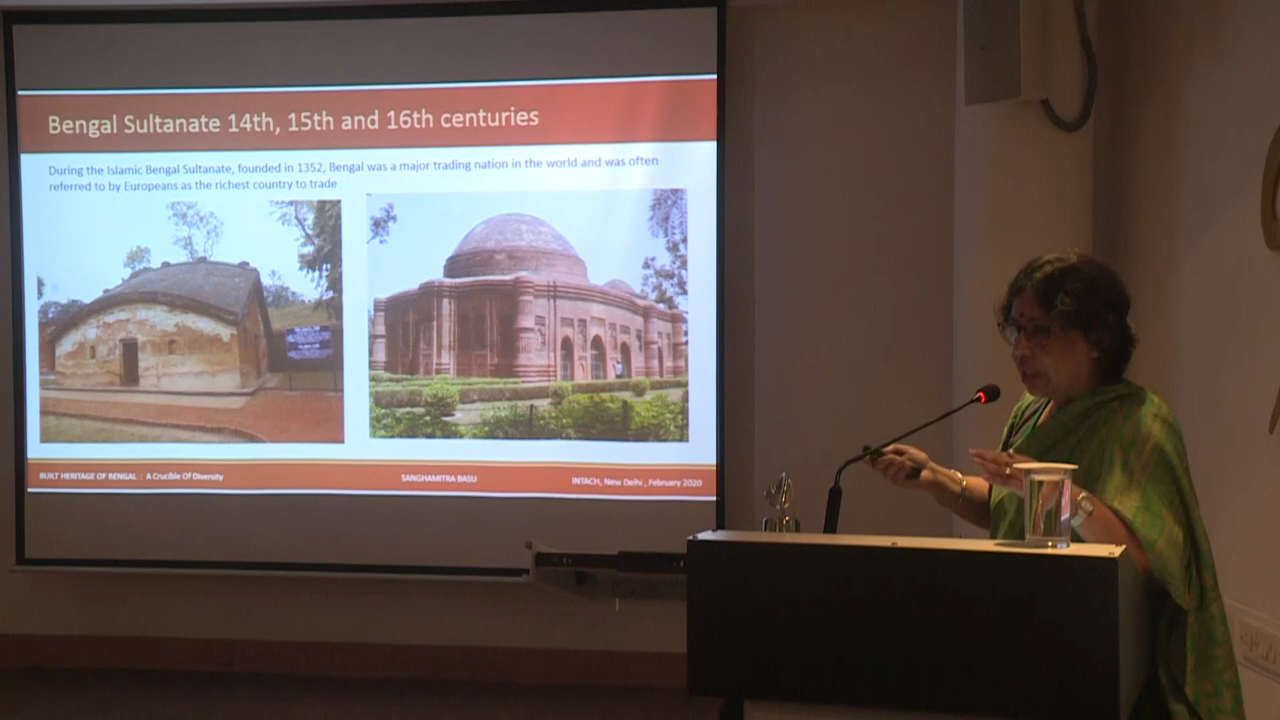 Bengal Sultanate 14th, 15th and 16th centuries
During the Islamic Bengal Sultanate, founded in 1352, Bengal was a major trading nation in the world and was often
referred to by Europeans as the richest country to trade
BUILT HERITAGE OF BENGAL : A Crucible Of Diversity
SANGHAMITRA BASU
INTACH, New Delhi , February 2020